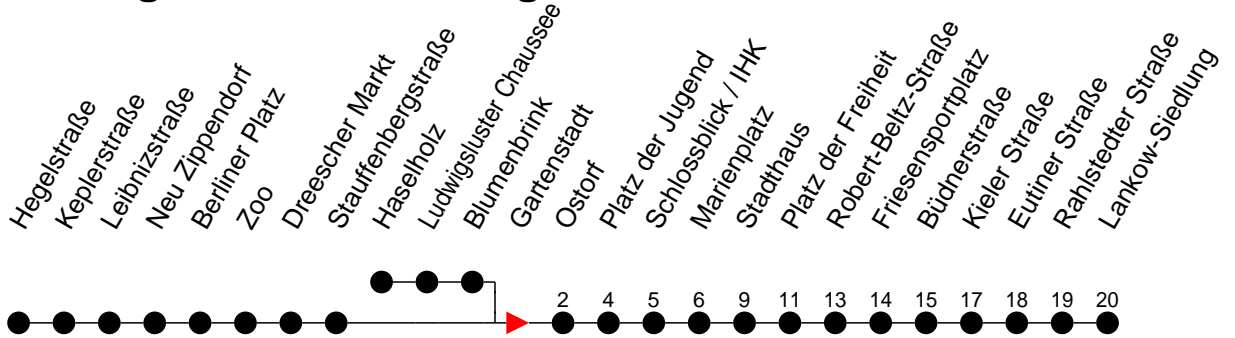 Hegelstraße
Keplerstraße
Leibnizstraße
Neu Zippendorf
Berliner Platz
Zoo
Dreescher Markt
Stauffenbergstraße
Haselholz
Ludwigsluster Chaussee
Blumenbrink
Gartenstadt
Ostorf
Platz der Jugend
Schlossblick / IHK
Marienplatz
Stadthaus
Platz der Freiheit
Robert-Beltz-Straße
Friesensportplatz
Büdnerstraße
Kieler Straße
Eutiner Straße
Rahlstedter Straße
Lankow-Siedlung
2 4 5 6 9 11 13 14 15 17 18 19 20